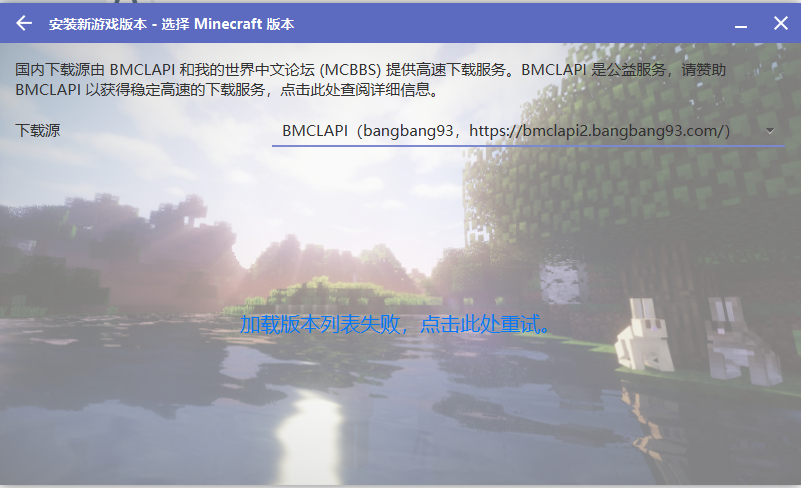 安装新游戏版本 - 选择 Minecraft 版本
国内下载源由 BMCLAPI 和我的世界中文论坛 (MCBBS) 提供高速下载服务。BMCLAPI 是公益服务，请赞助
BMCLAPI 以获得稳定高速的下载服务，点击此处查阅详细信息。
下载源 BMCLAPI（bangbang93，https://bmclapi2.bangbang93.com/）
加载版本列表失败，点击此处重试。